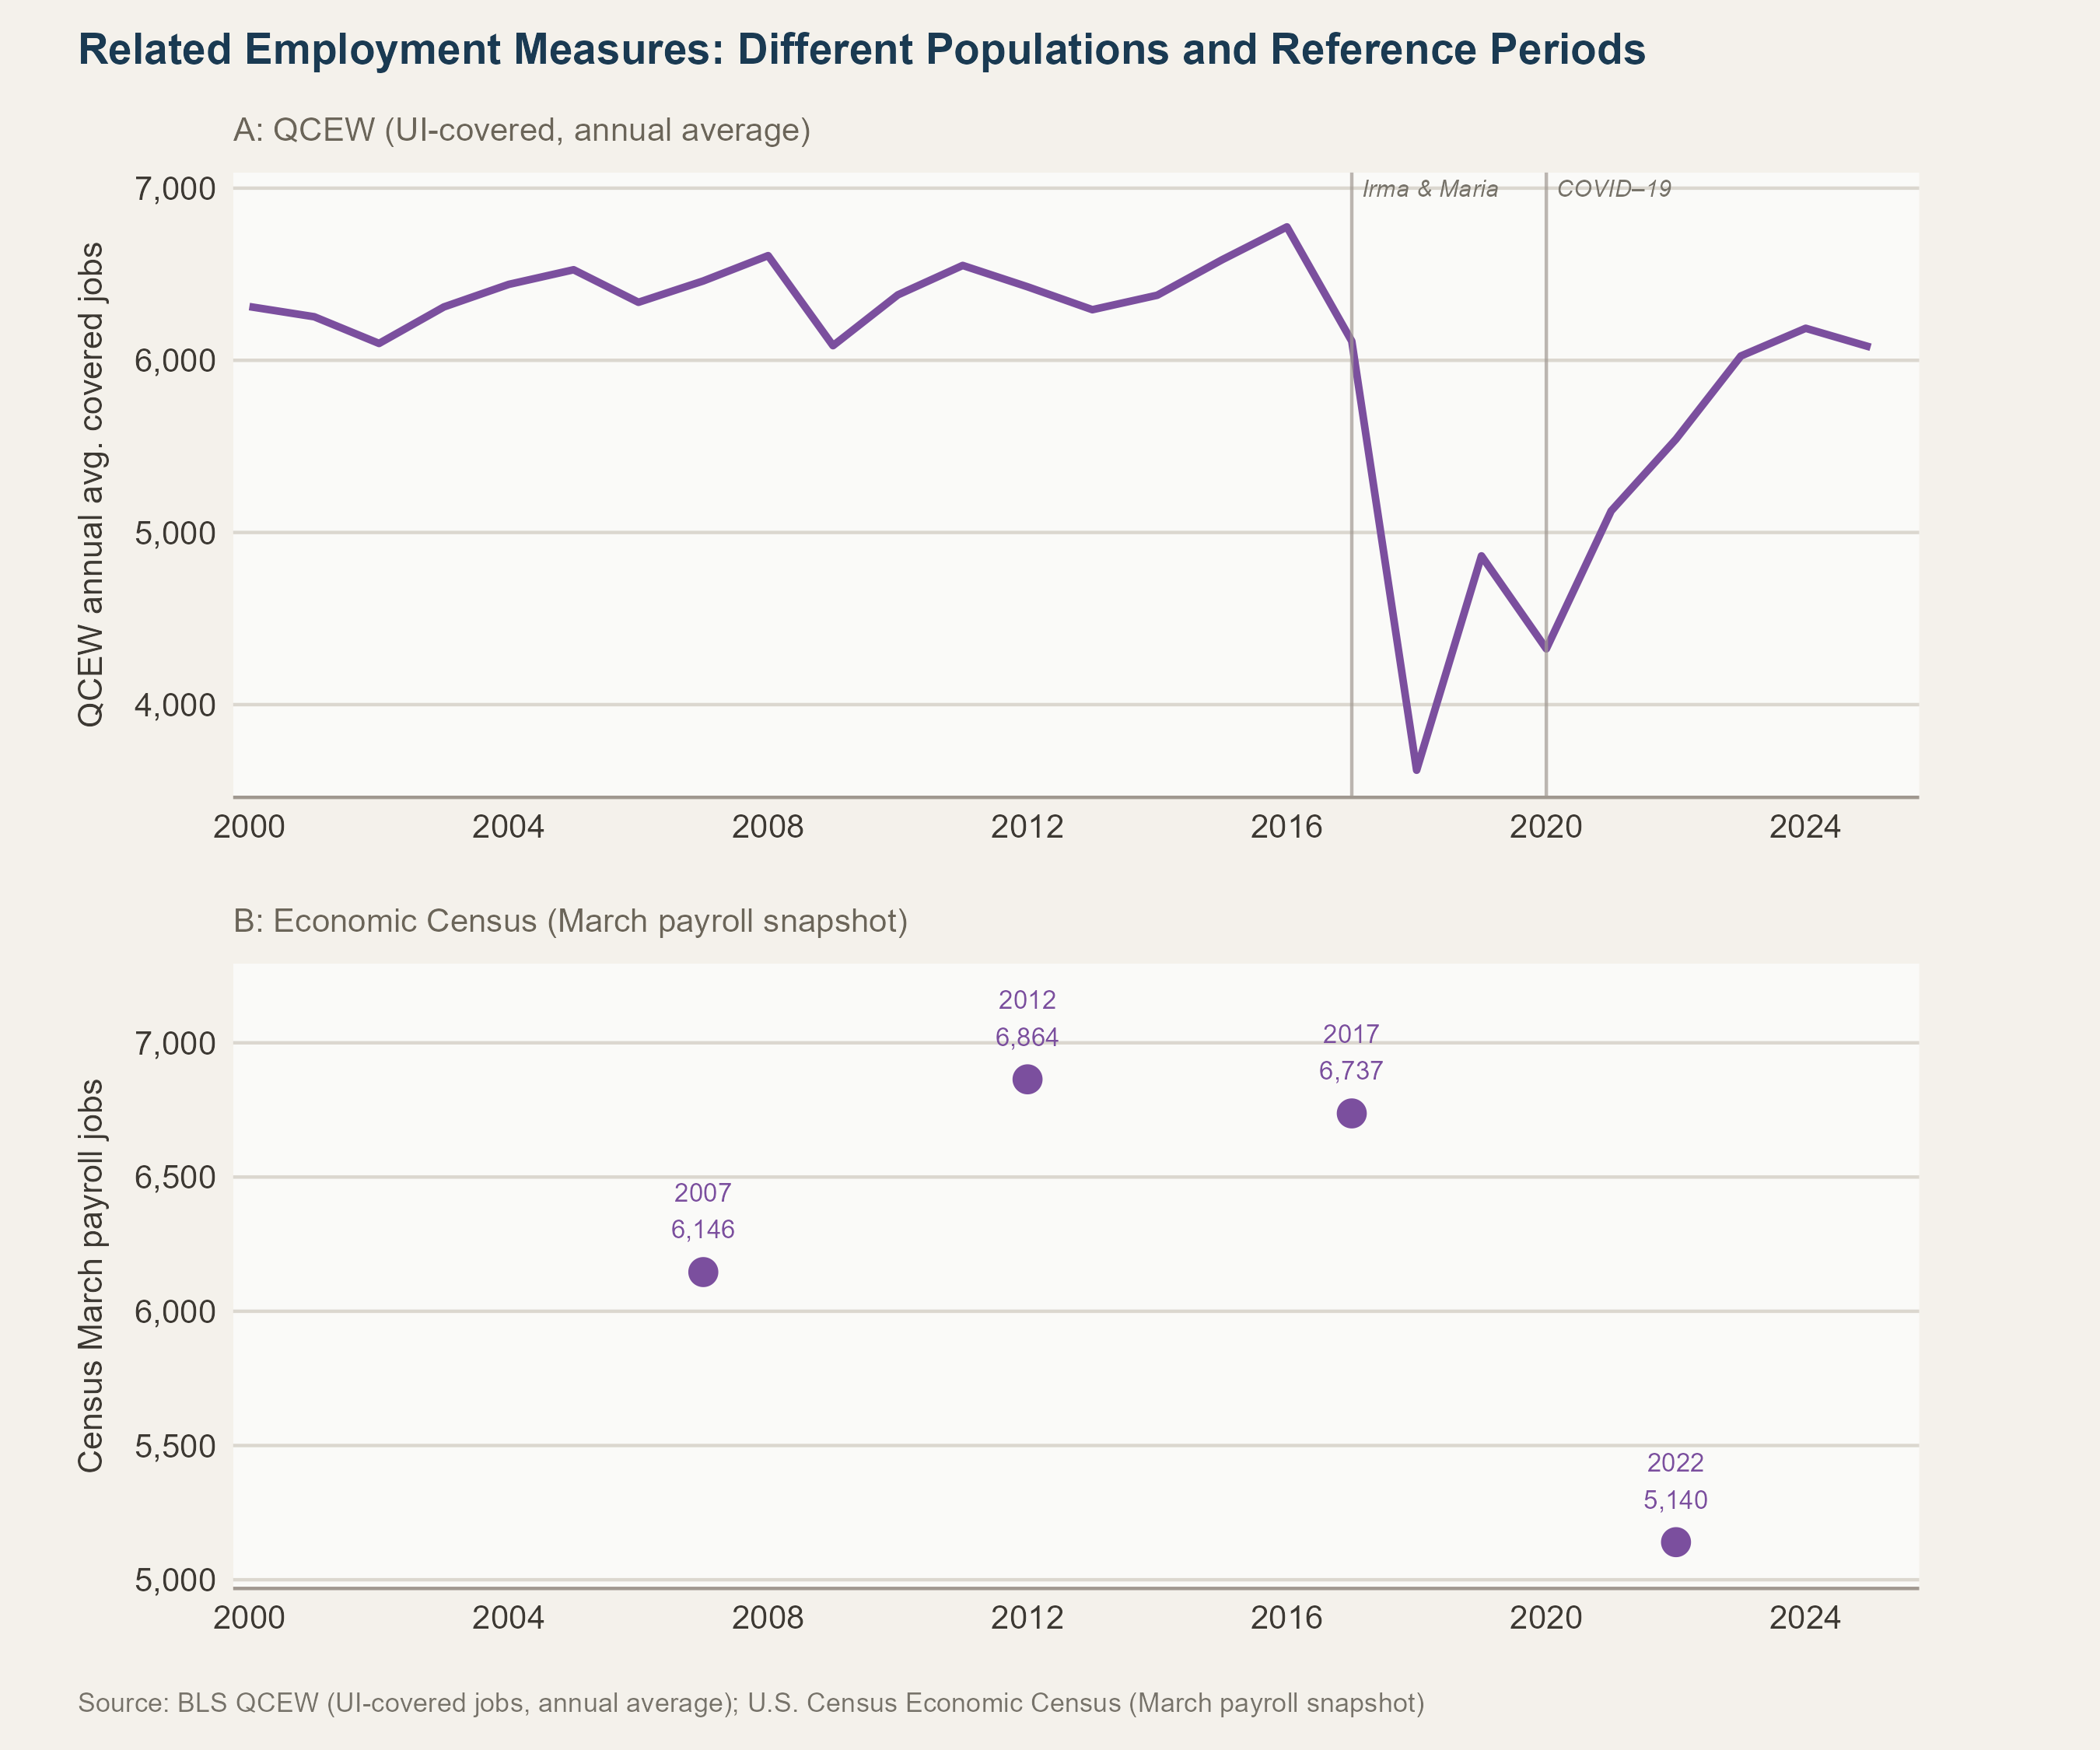 Related Employment Measures: Different Populations and Reference Periods
A: QCEW (UI-covered, annual average)
QCEW annual avg. covered jobs
7,000
6,000
5,000
4,000
Irma & Maria
COVID–19
2000 2004 2008 2012 2016 2020 2024
B: Economic Census (March payroll snapshot)
Census March payroll jobs
7,000
6,500
6,000
5,500
5,000
2007
6,146
2012
6,864
2017
6,737
2022
5,140
2000 2004 2008 2012 2016 2020 2024
Source: BLS QCEW (UI-covered jobs, annual average); U.S. Census Economic Census (March payroll snapshot)